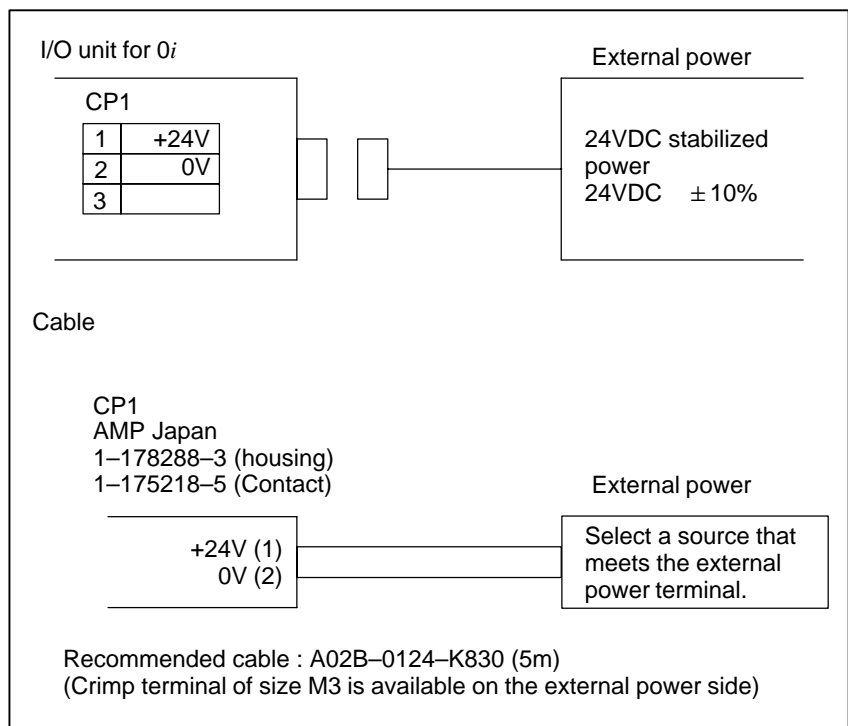 I/O unit for 0i
External power
CP1
1 +24V
2 0V
3
24VDC stabilized
power
24VDC ±10%
Cable
CP1
AMP Japan
1–178288–3 (housing)
1–175218–5 (Contact)
External power
+24V (1)
0V (2)
Select a source that
meets the external
power terminal.
Recommended cable : A02B–0124–K830 (5m)
(Crimp terminal of size M3 is available on the external power side)